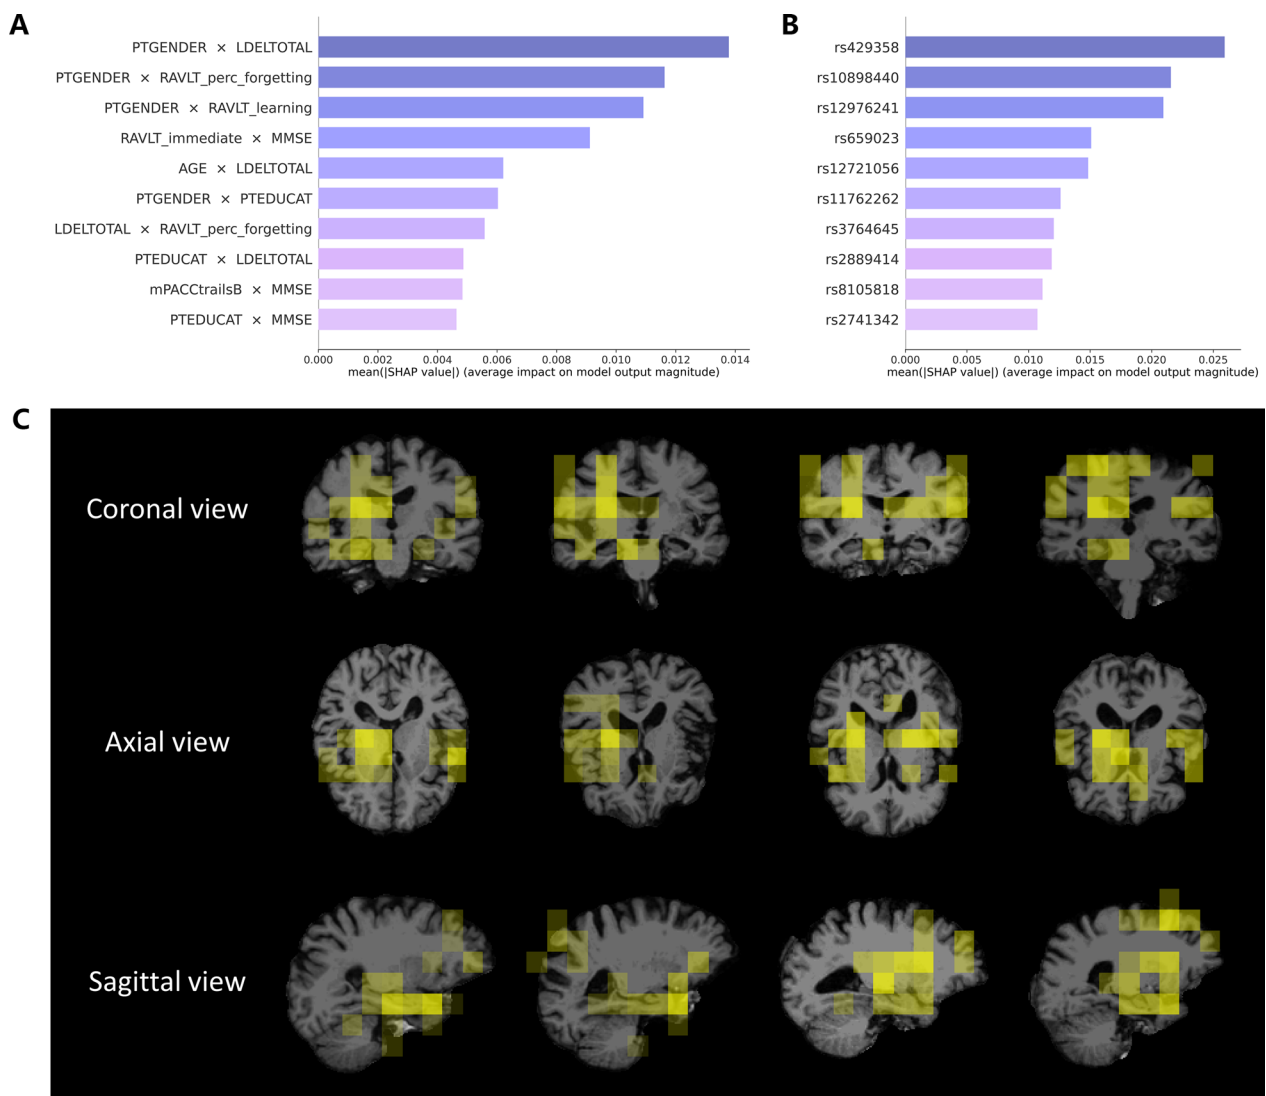 A
PTGENDER × LDELTOTAL
PTGENDER × RAVLT_perc_forgetting
PTGENDER × RAVLT_learning
RAVLT_immediate × MMSE
AGE × LDELTOTAL
PTGENDER × PTEDUCAT
LDELTOTAL × RAVLT_perc_forgetting
PTEDUCAT × LDELTOTAL
mPACCtrailsB × MMSE
PTEDUCAT × MMSE
0.000 0.002 0.004 0.006 0.008 0.010 0.012 0.014
mean(|SHAP value|) (average impact on model output magnitude)
B
rs429358
rs10898440
rs12976241
rs659023
rs12721056
rs11762262
rs3764645
rs2889414
rs8105818
rs2741342
0.000 0.005 0.010 0.015 0.020 0.025
mean(|SHAP value|) (average impact on model output magnitude)
C
Coronal view
Axial view
Sagittal view